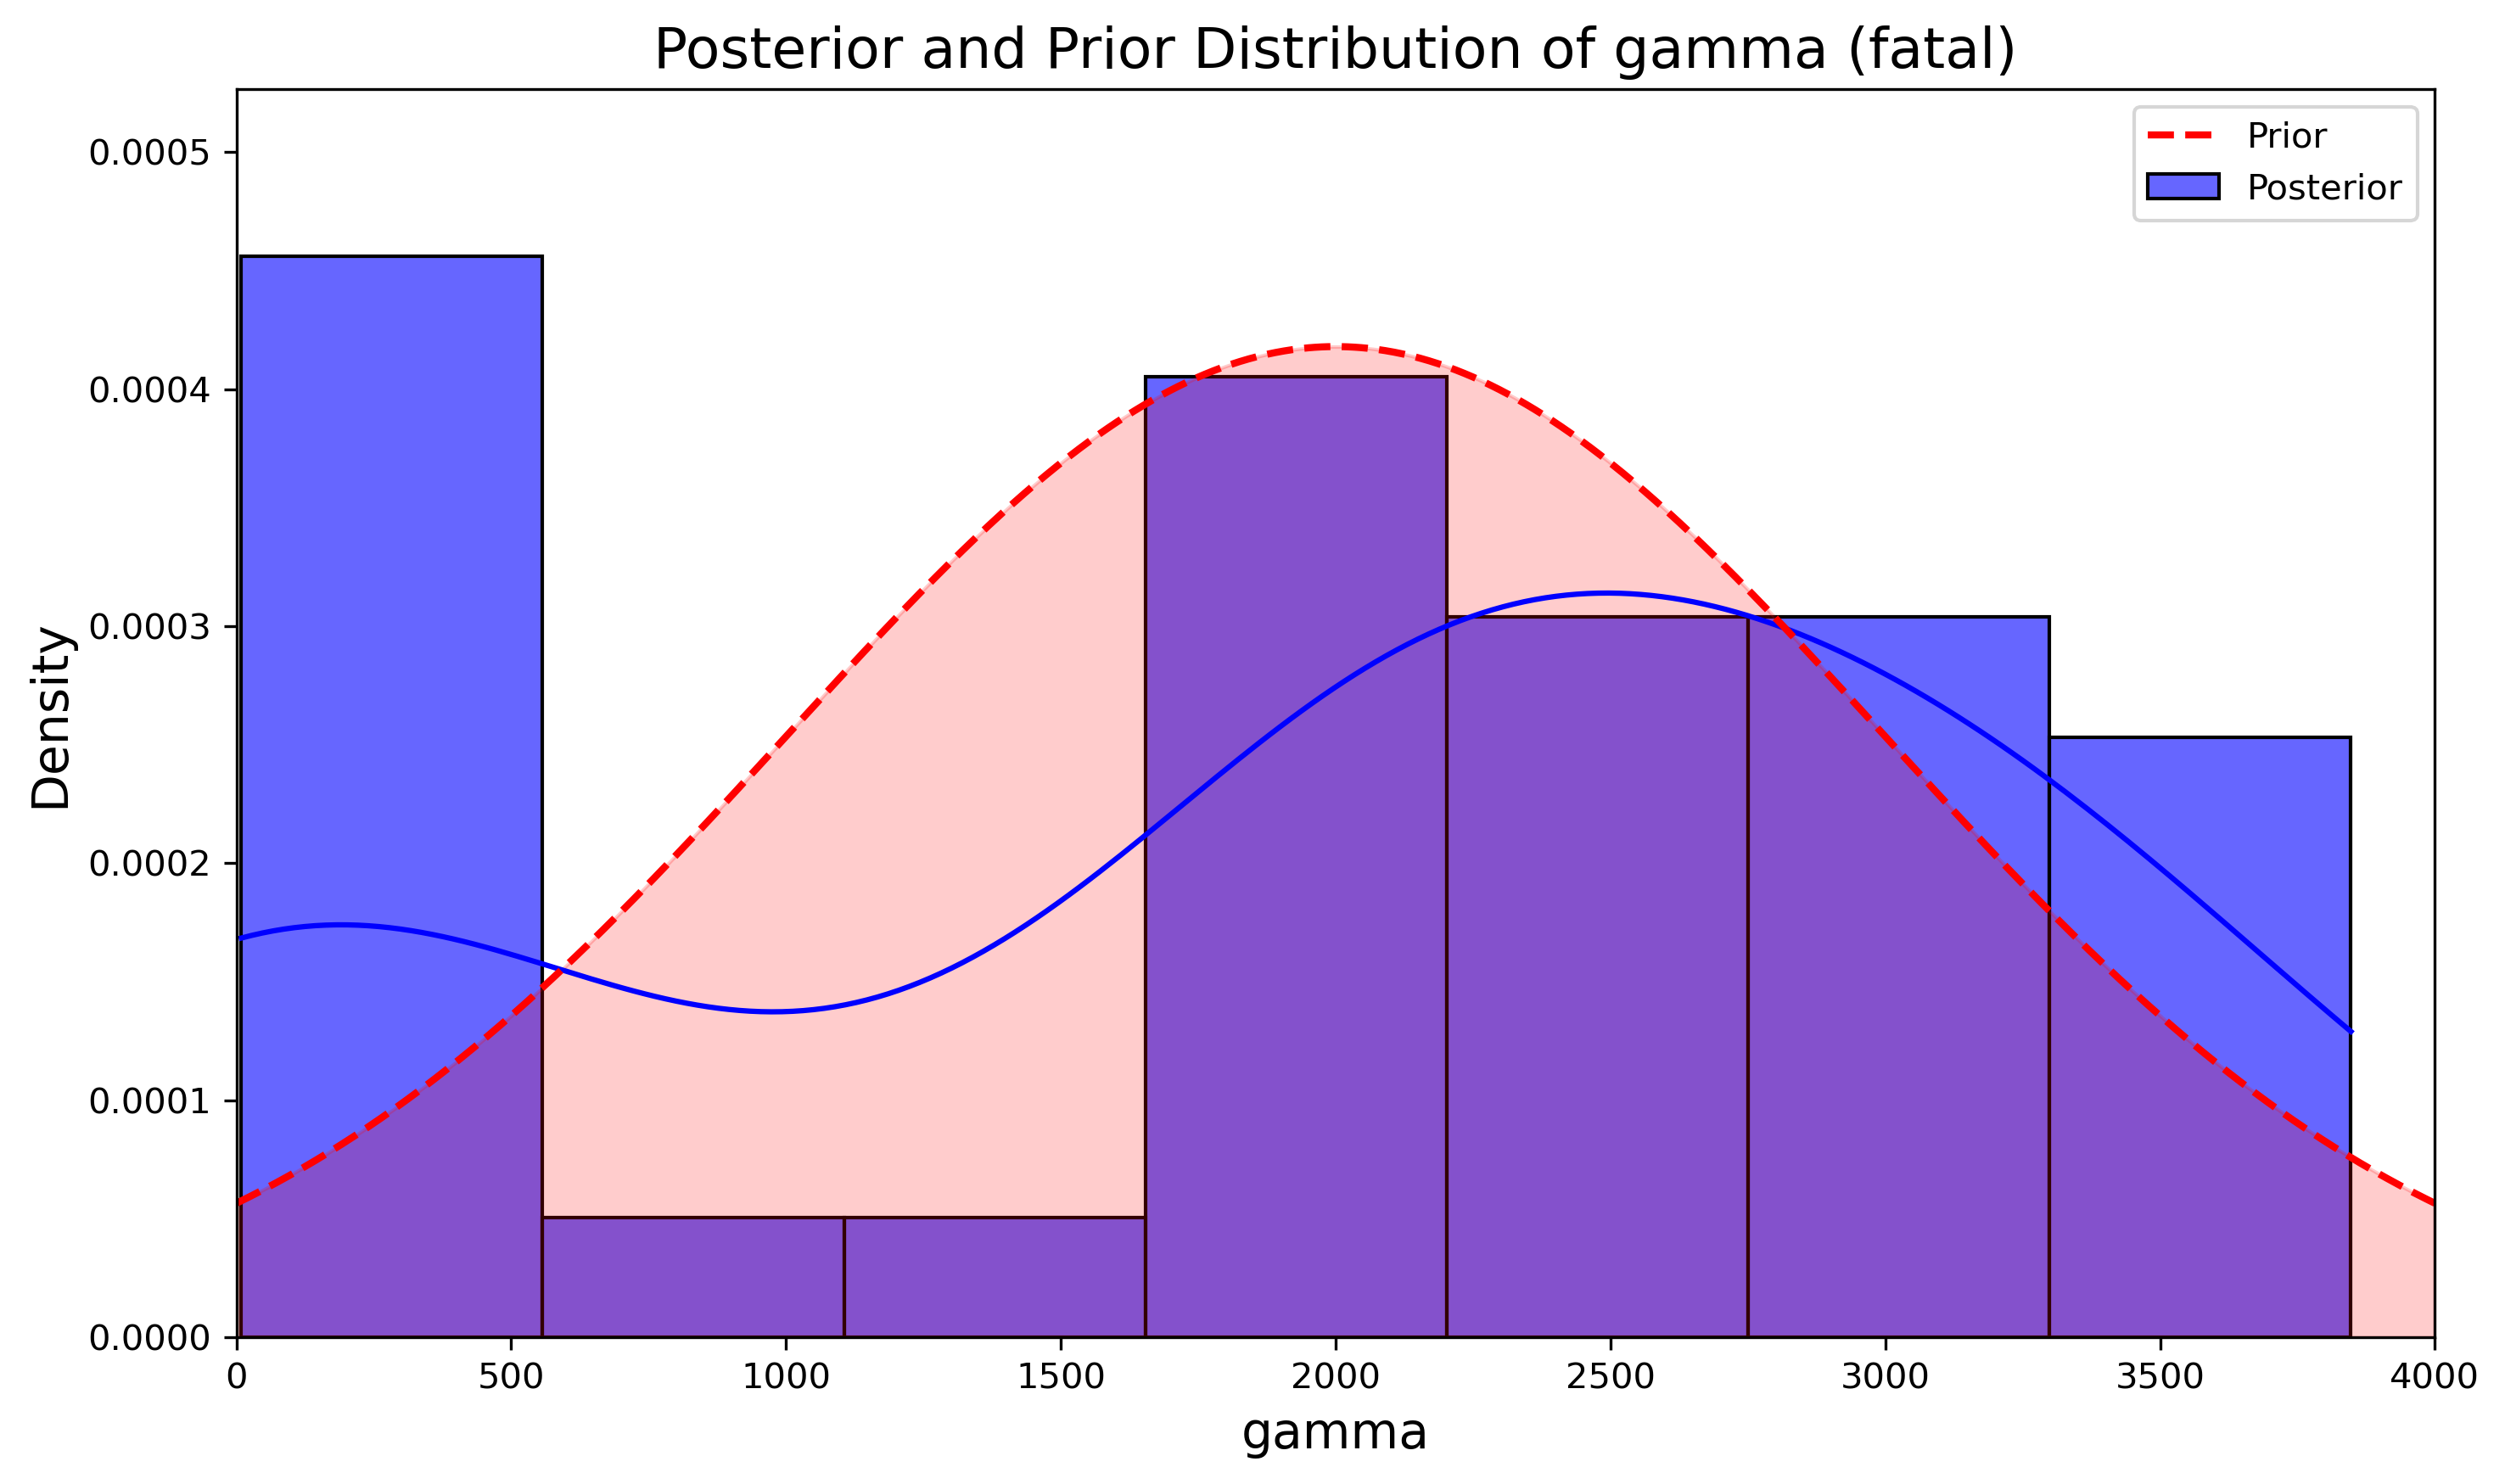 Posterior and Prior Distribution of gamma (fatal)
Prior
Posterior
Density
0.0005
0.0004
0.0003
0.0002
0.0001
0.0000
0 500 1000 1500 2000 2500 3000 3500 4000
gamma